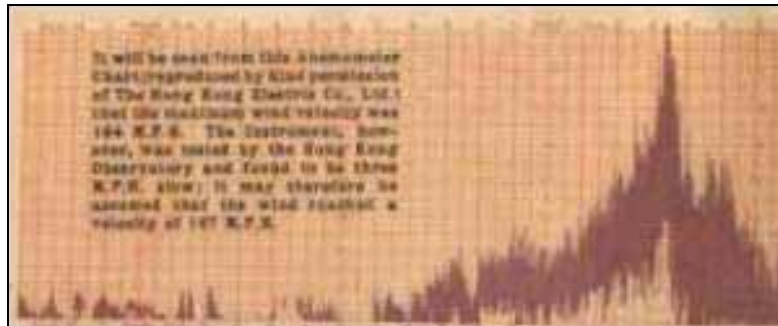 It will be seen from this Anemometer
Chart (reproduced by kind permission
of The Hong Kong Electric Co., Ltd.)
that the maximum wind velocity was
164 M.P.H. The instrument, how-
ever, was tested by the Hong Kong
Observatory and found to be three
M.P.H. slow; it may therefore be
assumed that the wind reached a
velocity of 167 M.P.H.